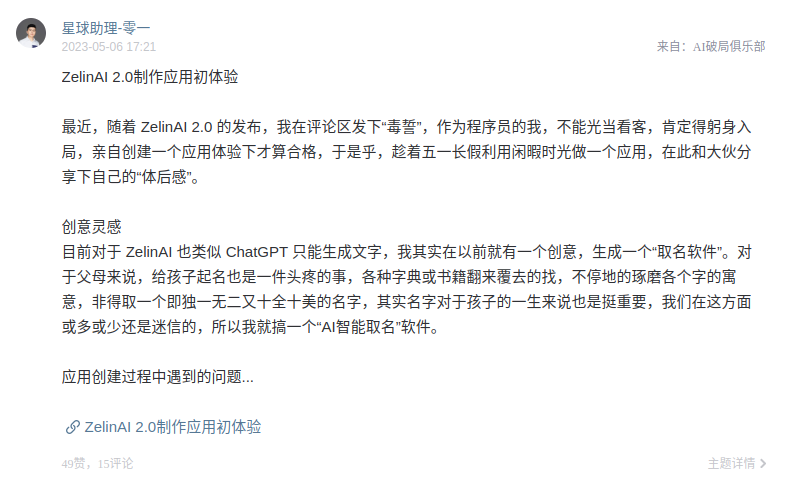 星球助理-零一
2023-05-06 17:21
来自：AI破局俱乐部
ZelinAI 2.0制作应用初体验
最近，随着 ZelinAI 2.0 的发布，我在评论区发下“毒誓”，作为程序员的我，不能光当看客，肯定得躬身入
局，亲自创建一个应用体验下才算合格，于是乎，趁着五一长假利用闲暇时光做一个应用，在此和大伙分
享下自己的“体后感”。
创意灵感
目前对于 ZelinAI 也类似 ChatGPT 只能生成文字，我其实在以前就有一个创意，生成一个“取名软件”。对
于父母来说，给孩子起名也是一件头疼的事，各种字典或书籍翻来覆去的找，不停地的琢磨各个字的寓
意，非得取一个即独一无二又十全十美的名字，其实名字对于孩子的一生来说也是挺重要，我们在这方面
或多或少还是迷信的，所以我就搞一个“AI智能取名”软件。
应用创建过程中遇到的问题...
ZelinAI 2.0制作应用初体验
49赞，15评论
主题详情